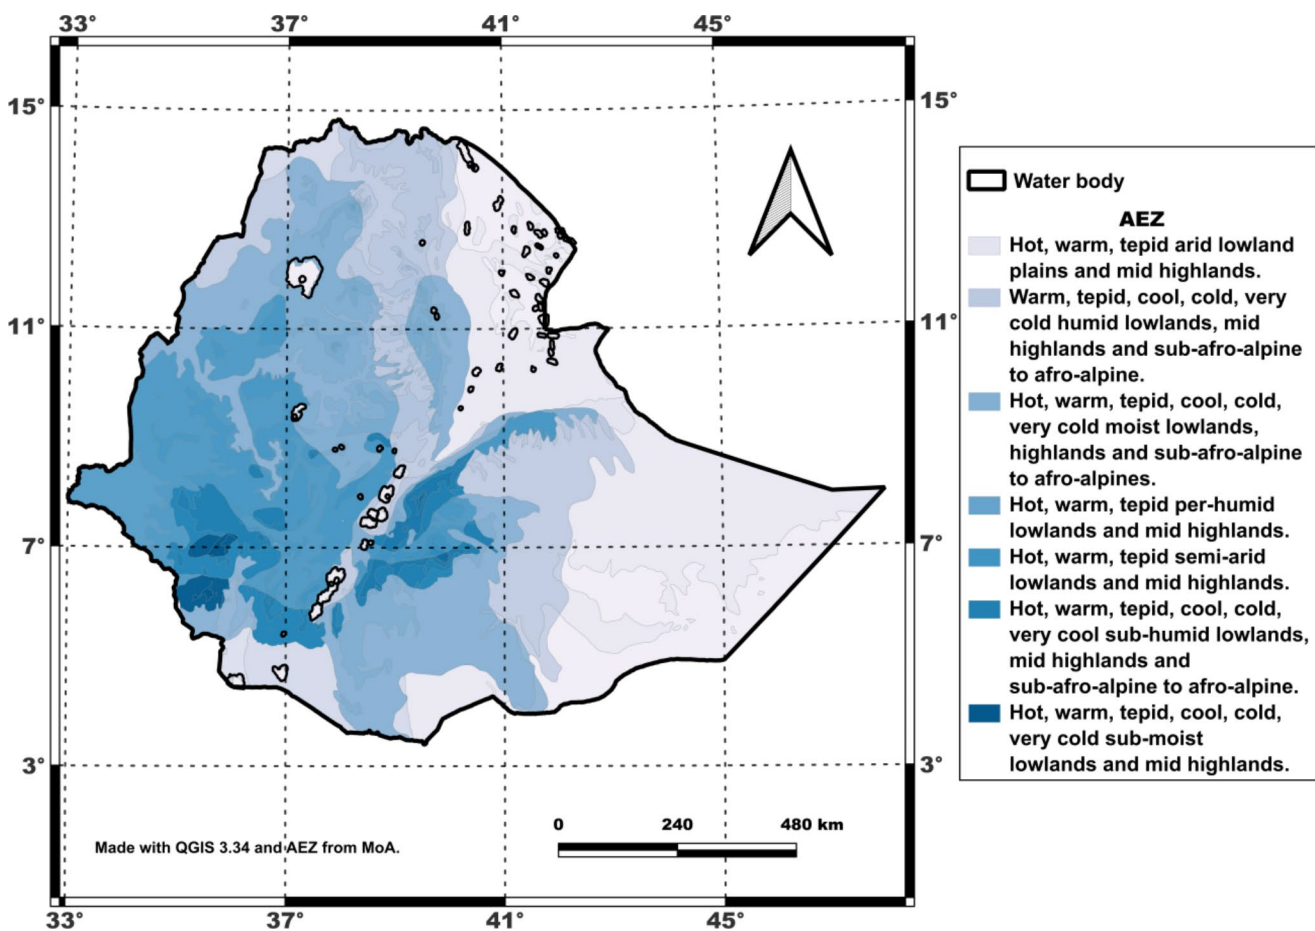 33° 37° 41° 45°
15° 15°
11° 11°
7° 7°
3° 3°
33° 37° 41° 45°
0 240 480 km
Made with QGIS 3.34 and AEZ from MoA.
Water body
AEZ
Hot, warm, tepid arid lowland
plains and mid highlands.
Warm, tepid, cool, cold, very
cold humid lowlands, mid
highlands and sub-afro-alpine
to afro-alpine.
Hot, warm, tepid, cool, cold,
very cold moist lowlands,
highlands and sub-afro-alpine
to afro-alpines.
Hot, warm, tepid per-humid
lowlands and mid highlands.
Hot, warm, tepid semi-arid
lowlands and mid highlands.
Hot, warm, tepid, cool, cold,
very cool sub-humid lowlands,
mid highlands and
sub-afro-alpine to afro-alpine.
Hot, warm, tepid, cool, cold,
very cold sub-moist
lowlands and mid highlands.